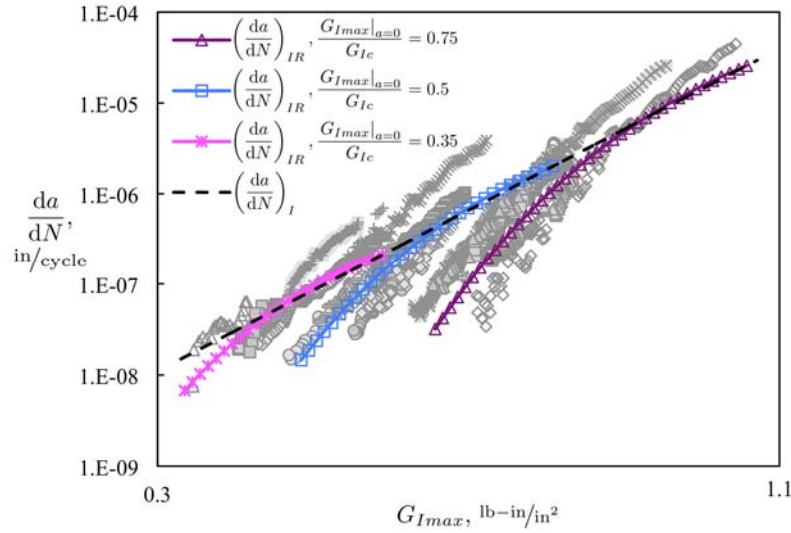 1.E-04
(da/dN)_IR, G_Imax|_a=0/G_Ic = 0.75
1.E-05
(da/dN)_IR, G_Imax|_a=0/G_Ic = 0.5
(da/dN)_IR, G_Imax|_a=0/G_Ic = 0.35
1.E-06
(da/dN)_I
da/dN,
in/cycle
1.E-07
1.E-08
1.E-09
0.3
1.1
G_Imax, lb−in/in²